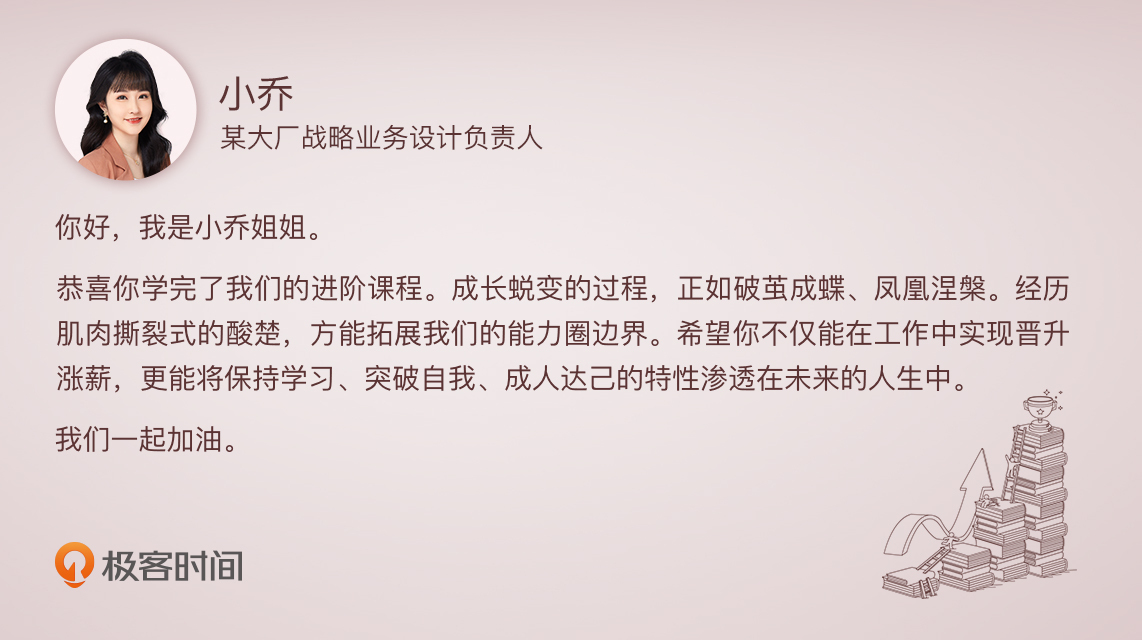 小乔
某大厂战略业务设计负责人
你好，我是小乔姐姐。
恭喜你学完了我们的进阶课程。成长蜕变的过程，正如破茧成蝶、凤凰涅槃。经历
肌肉撕裂式的酸楚，方能拓展我们的能力圈边界。希望你不仅能在工作中实现晋升
涨薪，更能将保持学习、突破自我、成人达己的特性渗透在未来的人生中。
我们一起加油。
极客时间